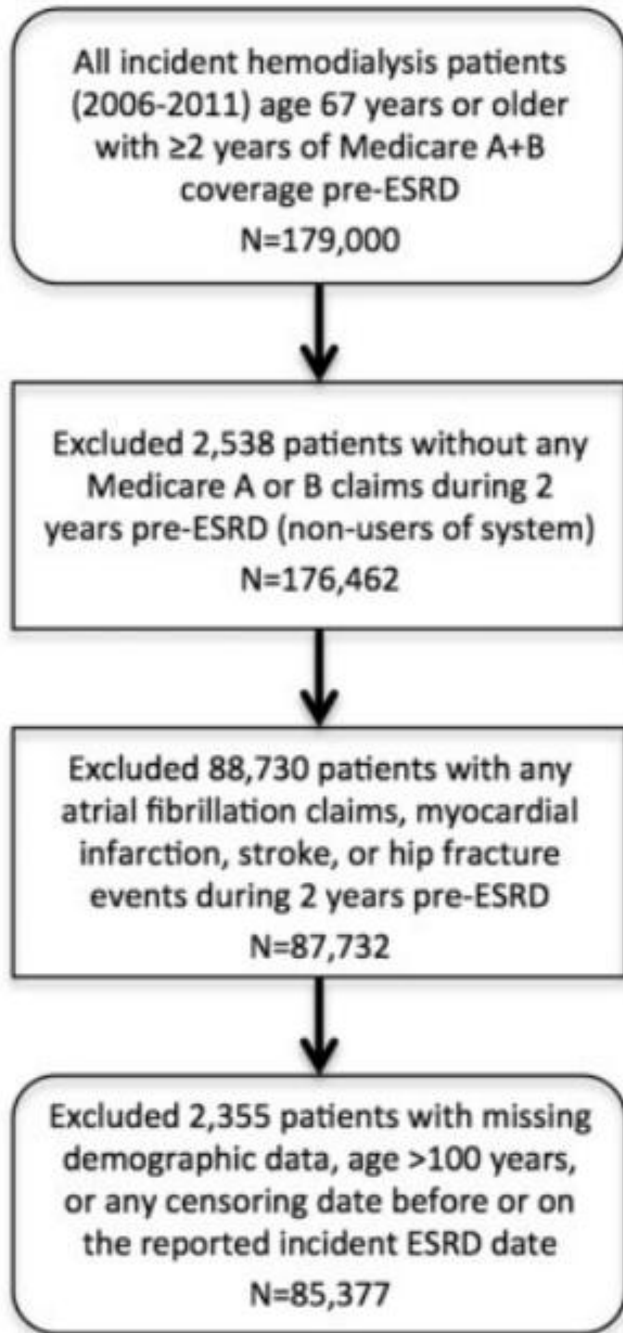 All incident hemodialysis patients
(2006-2011) age 67 years or older
with ≥2 years of Medicare A+B
coverage pre-ESRD
N=179,000
Excluded 2,538 patients without any
Medicare A or B claims during 2
years pre-ESRD (non-users of system)
N=176,462
Excluded 88,730 patients with any
atrial fibrillation claims, myocardial
infarction, stroke, or hip fracture
events during 2 years pre-ESRD
N=87,732
Excluded 2,355 patients with missing
demographic data, age >100 years,
or any censoring date before or on
the reported incident ESRD date
N=85,377